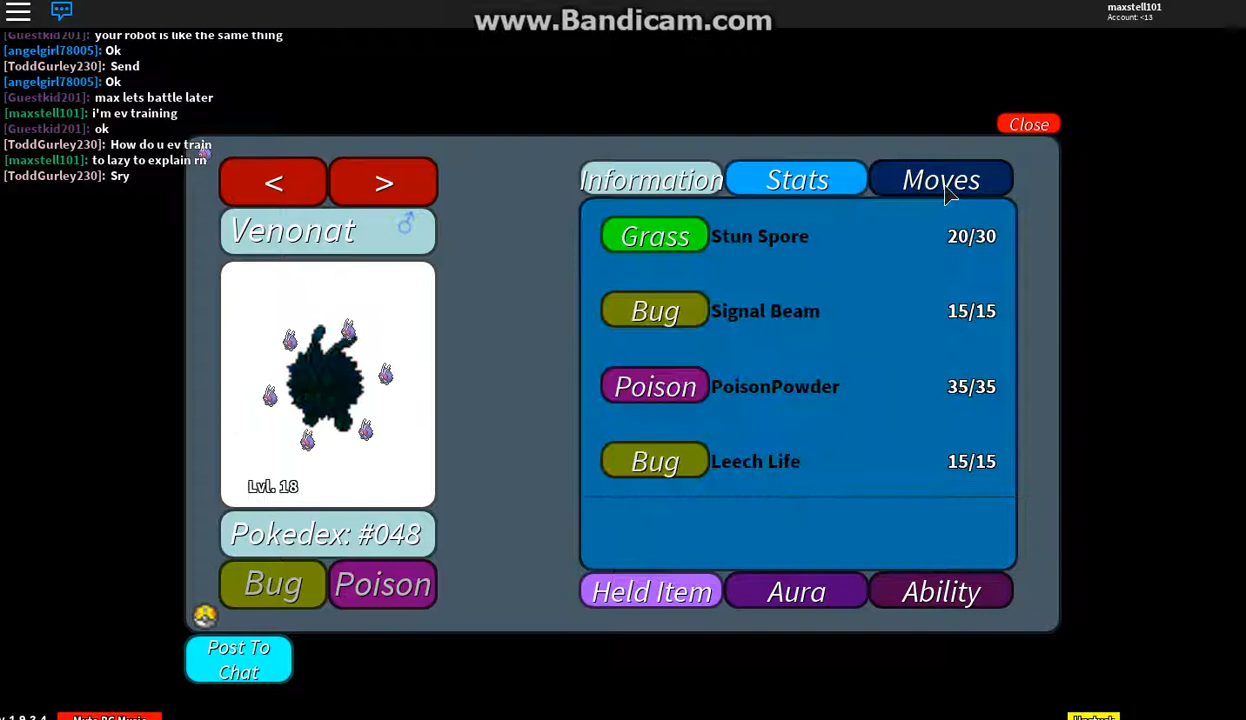 www.Bandicam.com
maxstell101
Account: <13
[Guestkid201]: your robot is like the same thing
[angelgirl78005]: Ok
[ToddGurley230]: Send
[angelgirl78005]: Ok
[Guestkid201]: max lets battle later
[maxstell101]: i'm ev training
[Guestkid201]: ok
[ToddGurley230]: How do u ev train
[maxstell101]: to lazy to explain rn
[ToddGurley230]: Sry
Close
< >
Information Stats Moves
Venonat
Grass Stun Spore 20/30
Bug Signal Beam 15/15
Poison PoisonPowder 35/35
Bug Leech Life 15/15
Lvl. 18
Pokedex: #048
Bug Poison
Held Item Aura Ability
Post To
Chat